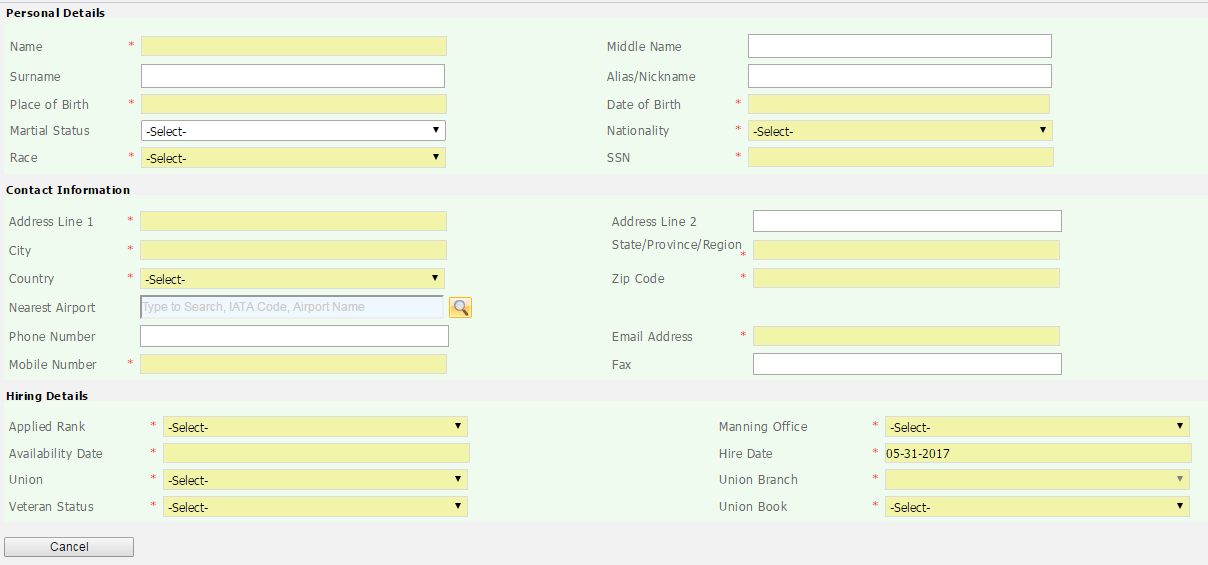 Personal Details
Name * Middle Name
Surname Alias/Nickname
Place of Birth * Date of Birth *
Martial Status -Select- Nationality * -Select-
Race * -Select- SSN *
Contact Information
Address Line 1 * Address Line 2
City * State/Province/Region *
Country * -Select- Zip Code *
Nearest Airport Type to Search, IATA Code, Airport Name
Phone Number Email Address *
Mobile Number * Fax
Hiring Details
Applied Rank * -Select- Manning Office * -Select-
Availability Date * Hire Date * 05-31-2017
Union * -Select- Union Branch *
Veteran Status * -Select- Union Book * -Select-
Cancel